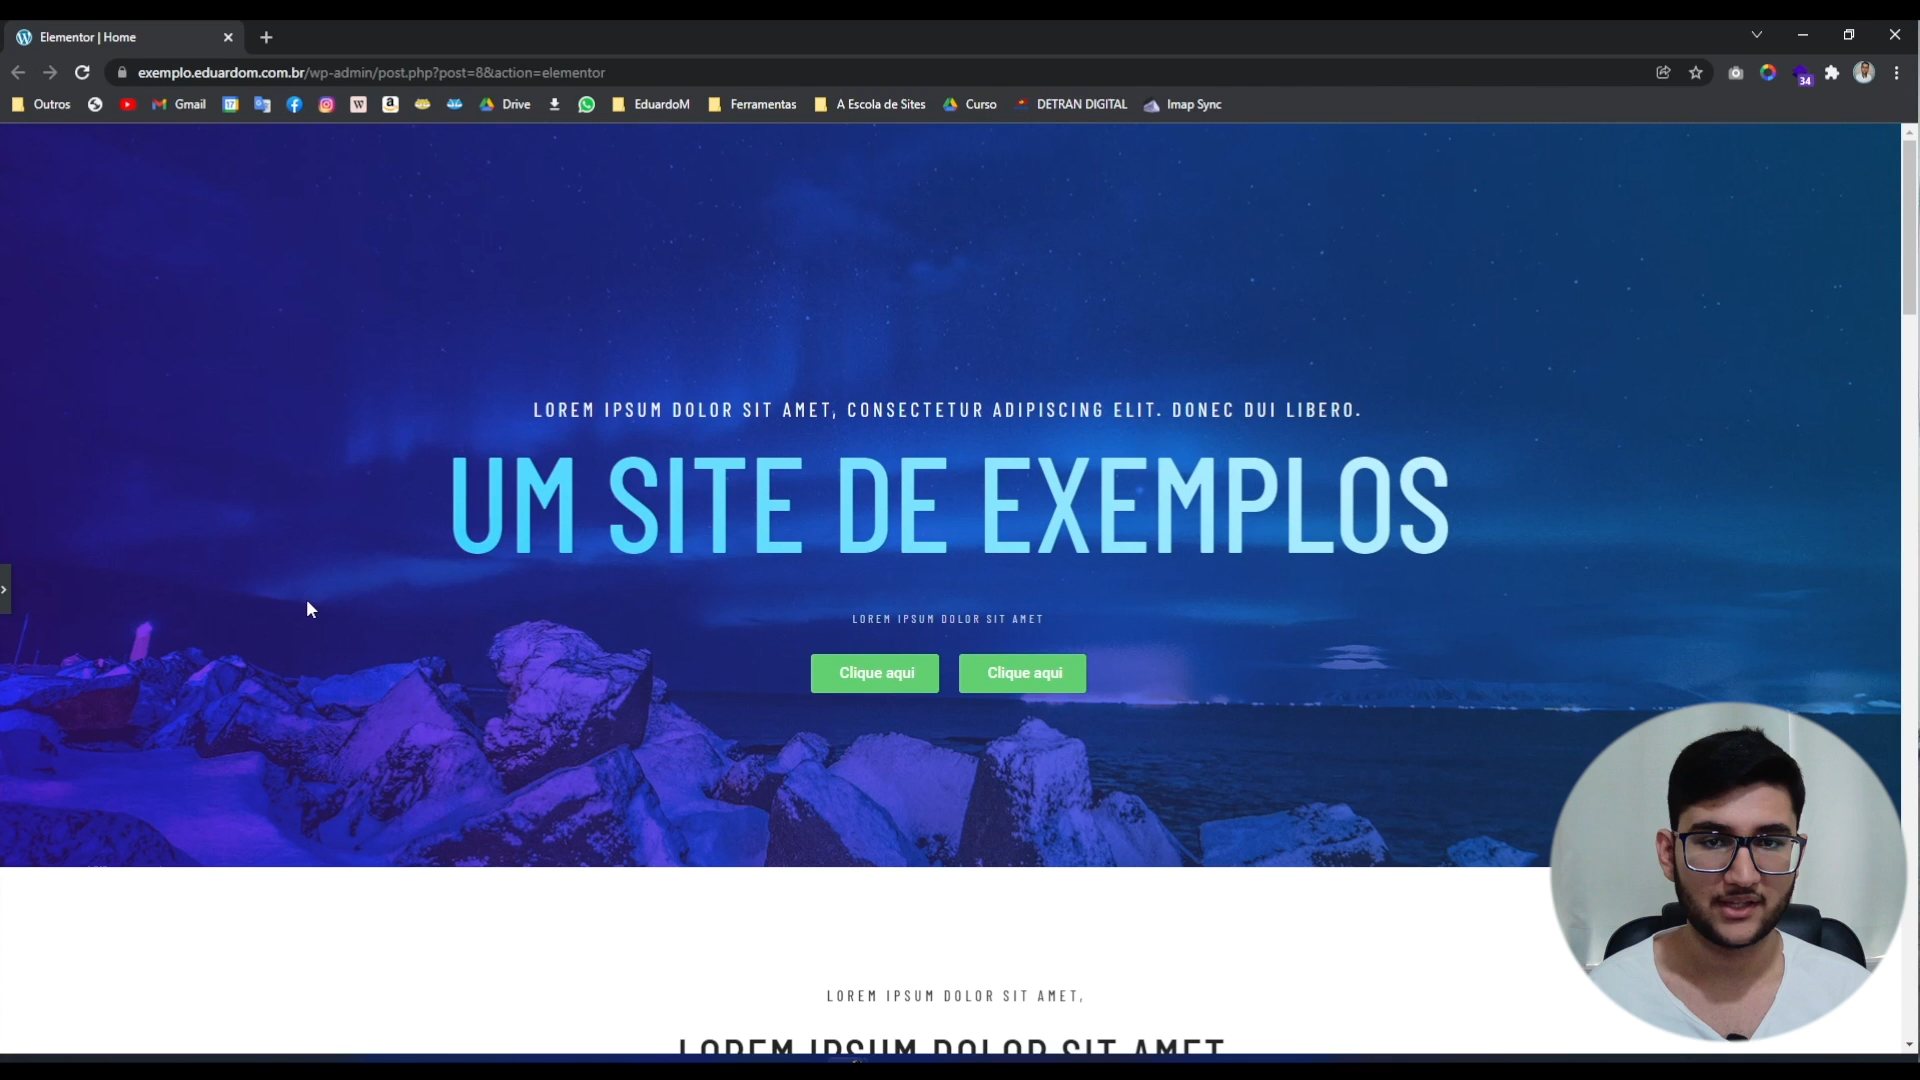 Elementor | Home
exemplo.eduardom.com.br/wp-admin/post.php?post=8&action=elementor
34
Outros
Gmail
17
W
a
Drive
EduardoM
Ferramentas
A Escola de Sites
Curso
DETRAN DIGITAL
Imap Sync
LOREM IPSUM DOLOR SIT AMET, CONSECTETUR ADIPISCING ELIT. DONEC DUI LIBERO.
UM SITE DE EXEMPLOS
LOREM IPSUM DOLOR SIT AMET
Clique aqui
Clique aqui
LOREM IPSUM DOLOR SIT AMET,
LOREM IPSUM DOLOR SIT AMET